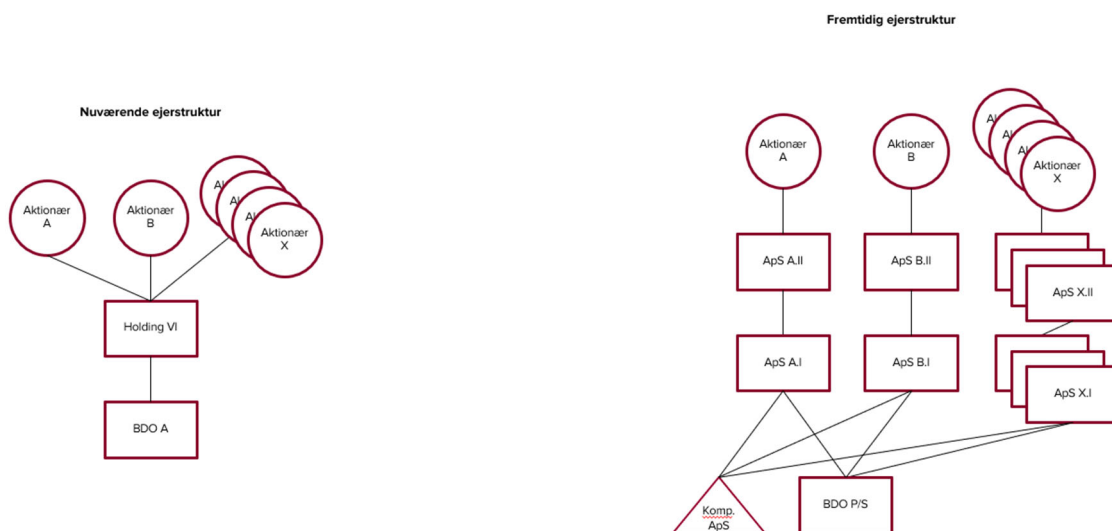 Fremtidig ejerstruktur
Nuværende ejerstruktur
Aktionær
A
Aktionær
B
Aktionær
X
Holding VI
BDO A
Aktionær
A
Aktionær
B
Aktionær
X
ApS A.II
ApS B.II
ApS X.II
ApS A.I
ApS B.I
ApS X.I
Komp.
ApS
BDO P/S